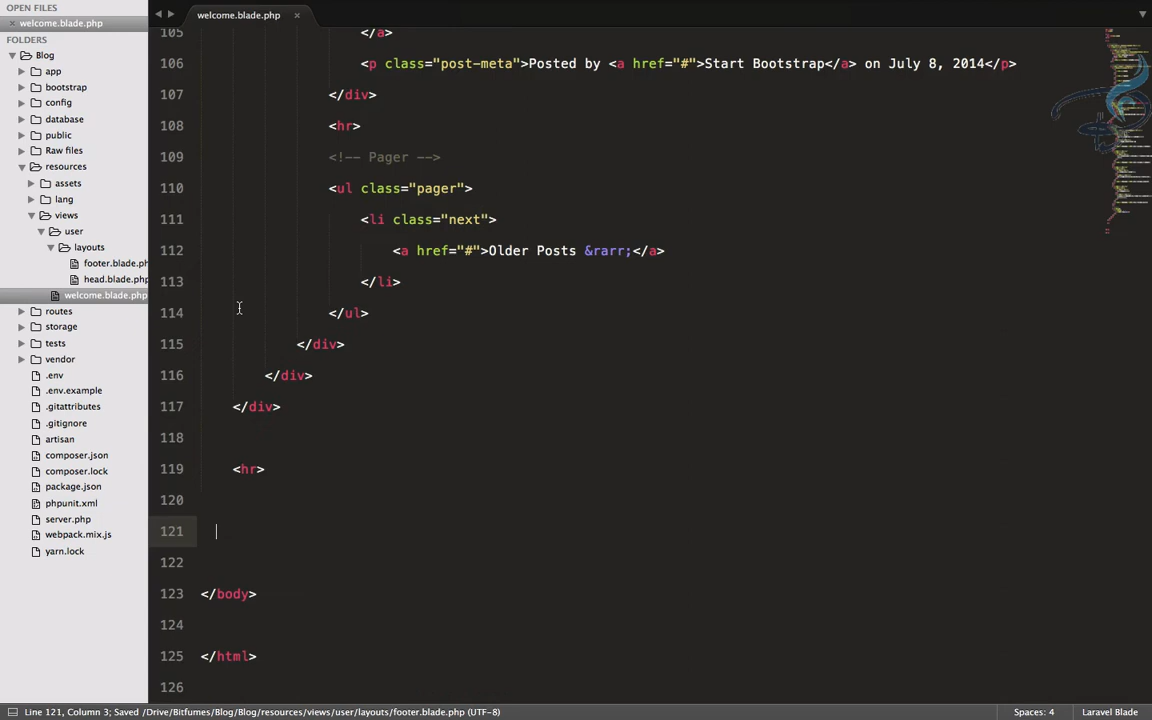 OPEN FILES
× welcome.blade.php
FOLDERS
Blog
app
bootstrap
config
database
public
Raw files
resources
assets
lang
views
user
layouts
footer.blade.ph
head.blade.php
welcome.blade.php
routes
storage
tests
vendor
.env
.env.example
.gitattributes
.gitignore
artisan
composer.json
composer.lock
package.json
phpunit.xml
server.php
webpack.mix.js
yarn.lock
welcome.blade.php ×
105 </a>
106 <p class="post-meta">Posted by <a href="#">Start Bootstrap</a> on July 8, 2014</p>
107 </div>
108 <hr>
109 <!-- Pager -->
110 <ul class="pager">
111 <li class="next">
112 <a href="#">Older Posts &rarr;</a>
113 </li>
114 </ul>
115 </div>
116 </div>
117 </div>
118
119 <hr>
120
121
122
123 </body>
124
125 </html>
126
Line 121, Column 3; Saved /Drive/Bitfumes/Blog/Blog/resources/views/user/layouts/footer.blade.php (UTF-8)
Spaces: 4
Laravel Blade